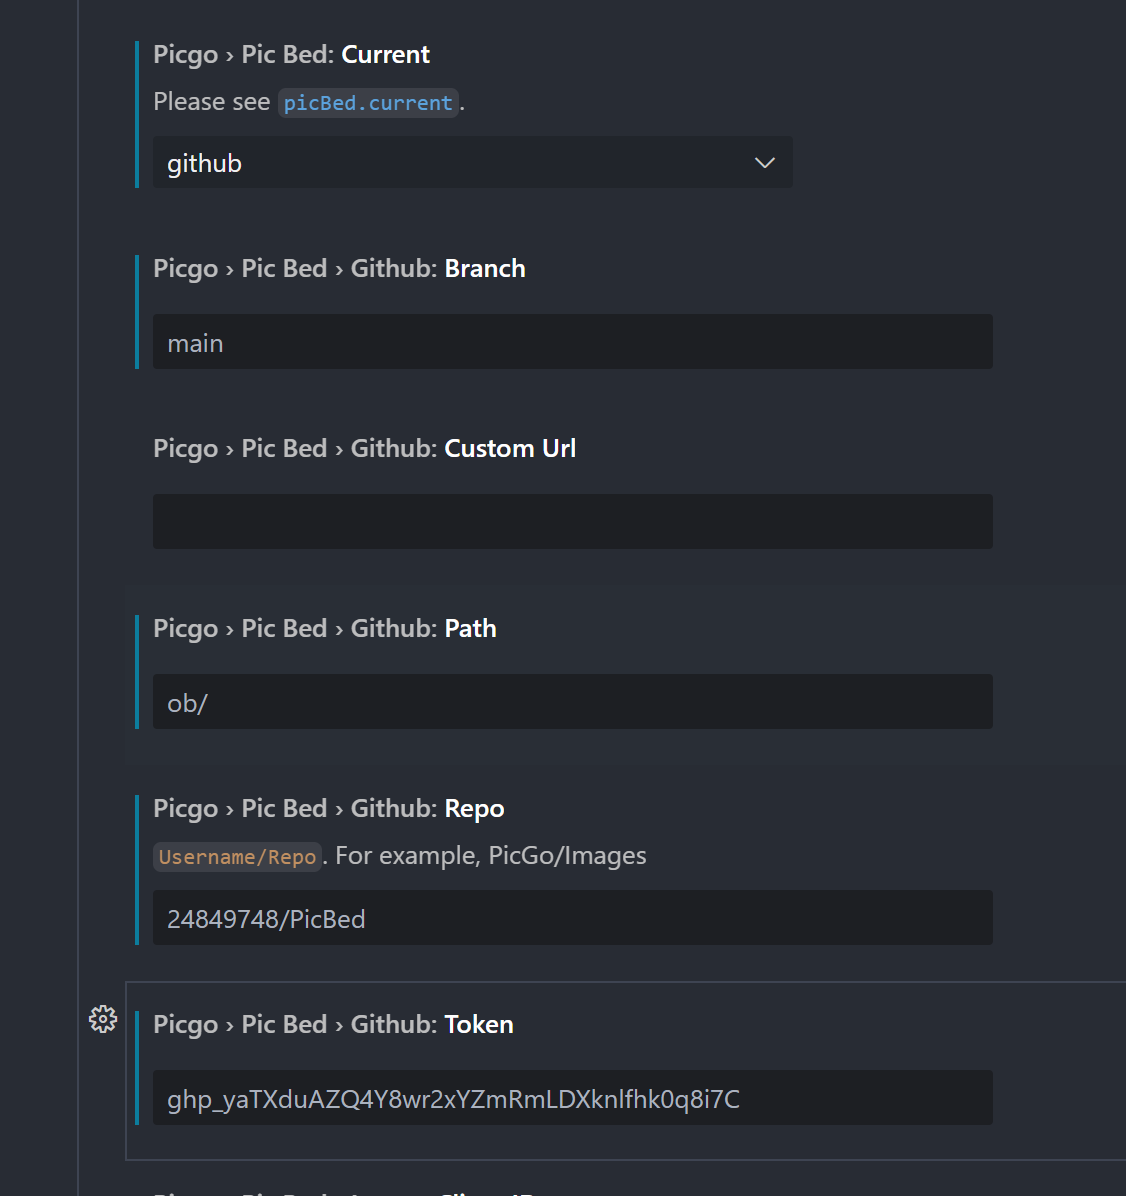 Picgo › Pic Bed: Current
Please see picBed.current.
github
Picgo › Pic Bed › Github: Branch
main
Picgo › Pic Bed › Github: Custom Url
Picgo › Pic Bed › Github: Path
ob/
Picgo › Pic Bed › Github: Repo
Username/Repo. For example, PicGo/Images
24849748/PicBed
Picgo › Pic Bed › Github: Token
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